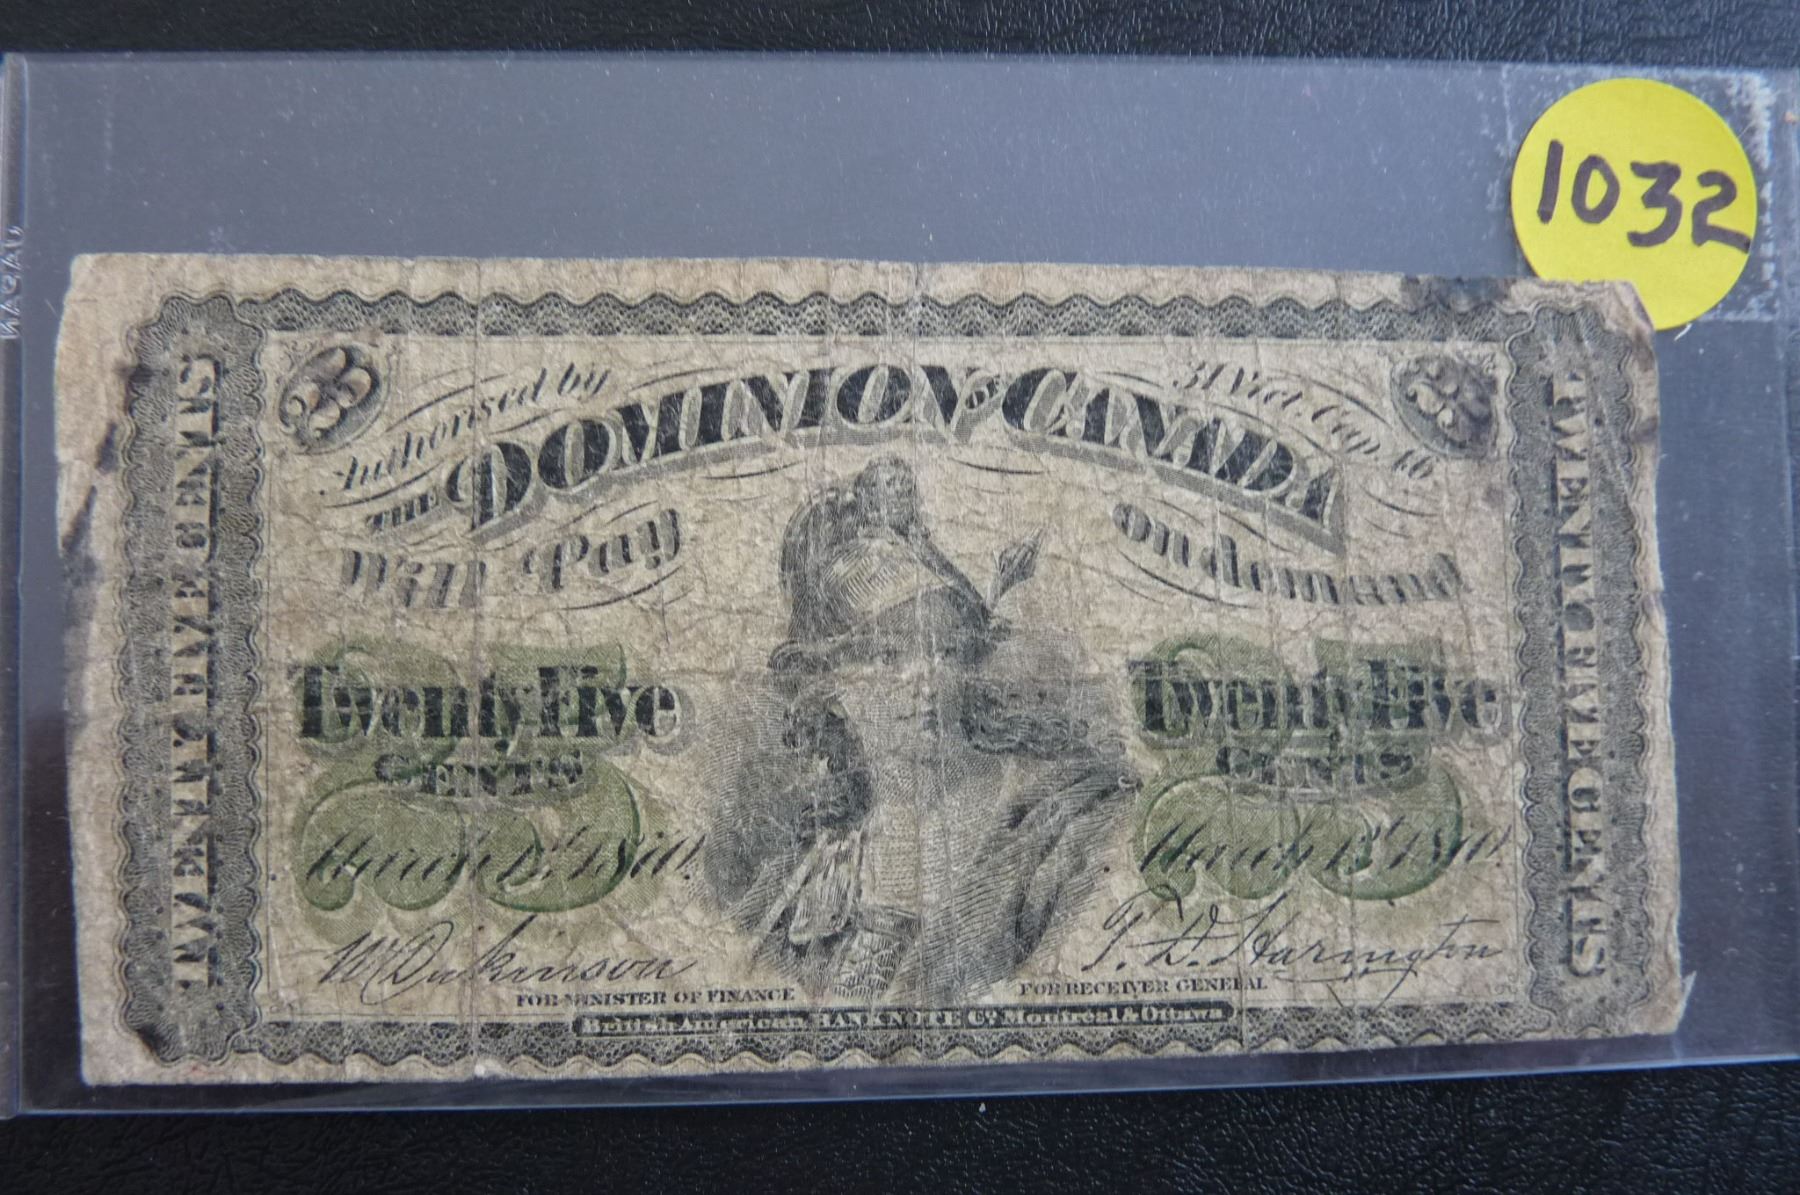 1032
25
25
Authorised by
31 Vict. Cap 46
THE DOMINION OF CANADA
Will Pay
on demand
TWENTY FIVE CENTS
TWENTY FIVE CENTS
Twenty Five
CENTS
Twenty Five
CENTS
March 1st. 1870.
March 1st. 1870.
W Dickinson
T. D. Harington
FOR MINISTER OF FINANCE
FOR RECEIVER GENERAL
British American BANK NOTE Co. Montreal & Ottawa